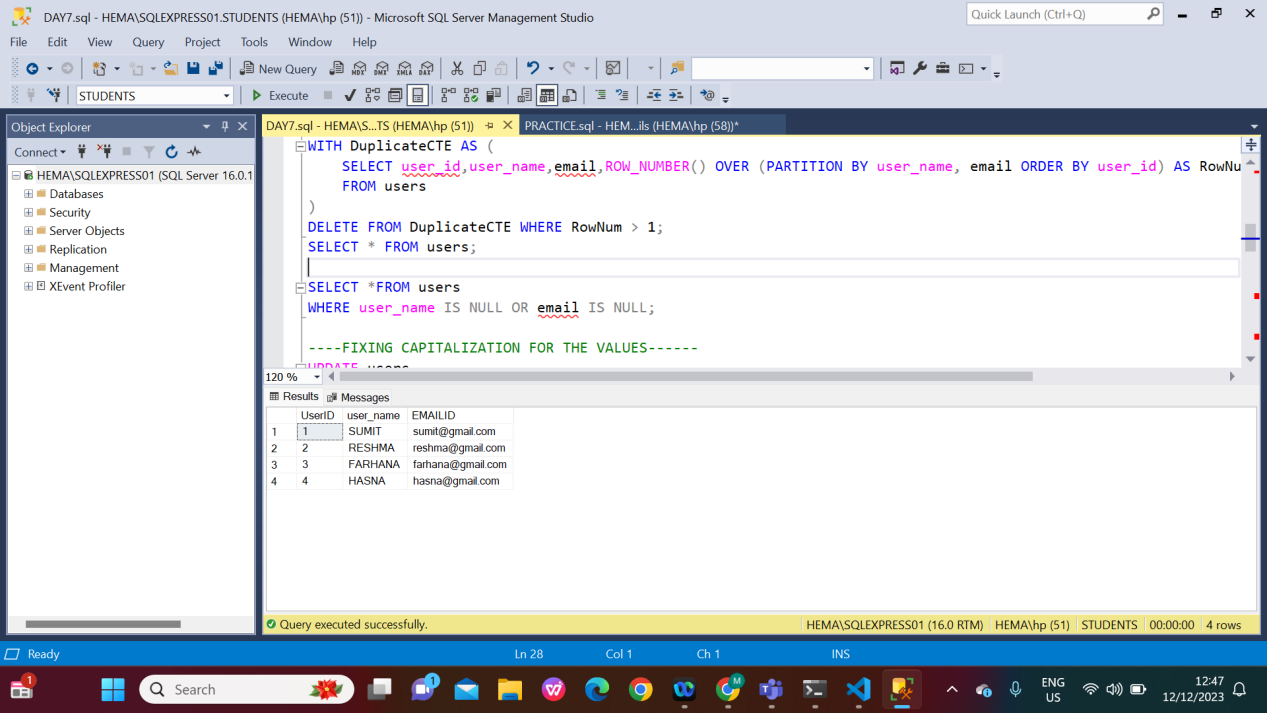 DAY7.sql - HEMA\SQLEXPRESS01.STUDENTS (HEMA\hp (51)) - Microsoft SQL Server Management Studio
Quick Launch (Ctrl+Q)
File Edit View Query Project Tools Window Help
New Query MDX DMX XMLA DAX
STUDENTS Execute
Object Explorer
DAY7.sql - HEMA\S...TS (HEMA\hp (51)) PRACTICE.sql - HEM...ils (HEMA\hp (58))*
Connect
HEMA\SQLEXPRESS01 (SQL Server 16.0.1
Databases
Security
Server Objects
Replication
Management
XEvent Profiler
WITH DuplicateCTE AS (
SELECT user_id,user_name,email,ROW_NUMBER() OVER (PARTITION BY user_name, email ORDER BY user_id) AS RowNu
FROM users
)
DELETE FROM DuplicateCTE WHERE RowNum > 1;
SELECT * FROM users;
SELECT *FROM users
WHERE user_name IS NULL OR email IS NULL;
----FIXING CAPITALIZATION FOR THE VALUES------
UPDATE users
120 %
Results Messages
UserID user_name EMAILID
1 1 SUMIT sumit@gmail.com
2 2 RESHMA reshma@gmail.com
3 3 FARHANA farhana@gmail.com
4 4 HASNA hasna@gmail.com
Query executed successfully. HEMA\SQLEXPRESS01 (16.0 RTM) HEMA\hp (51) STUDENTS 00:00:00 4 rows
Ready Ln 28 Col 1 Ch 1 INS
1 Search 1 M ENG US 12:47
12/12/2023